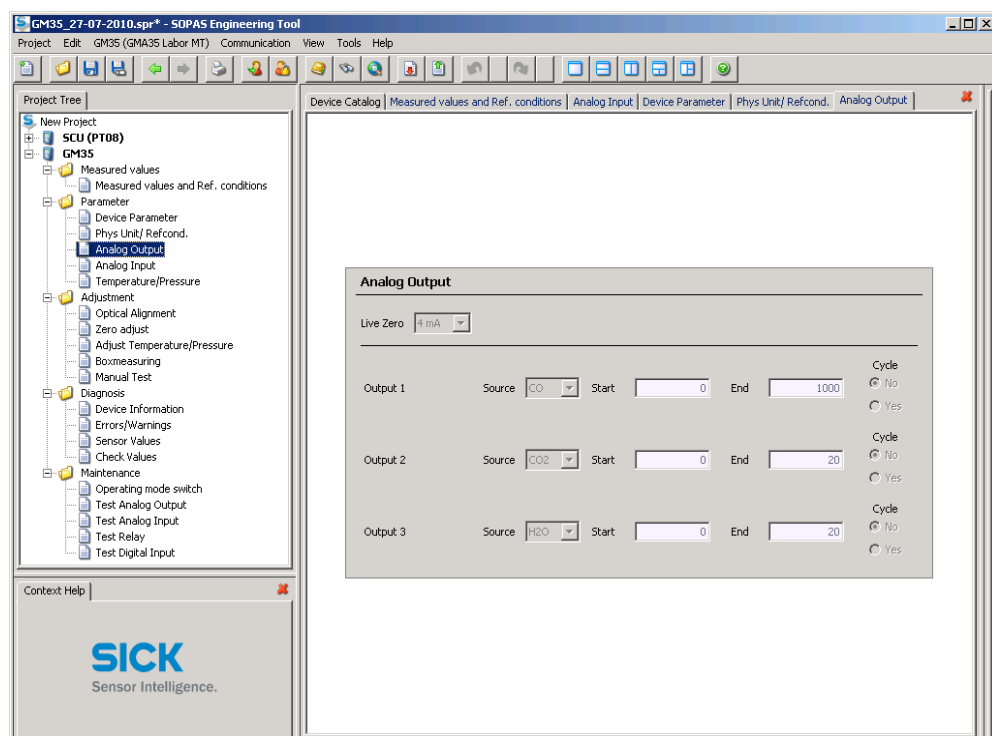 GM35_27-07-2010.spr* - SOPAS Engineering Tool
Project Edit GM35 (GMA35 Labor MT) Communication View Tools Help
Project Tree
New Project
SCU (PT08)
GM35
Measured values
Measured values and Ref. conditions
Parameter
Device Parameter
Phys Unit/ Refcond.
Analog Output
Analog Input
Temperature/Pressure
Adjustment
Optical Alignment
Zero adjust
Adjust Temperature/Pressure
Boxmeasuring
Manual Test
Diagnosis
Device Information
Errors/Warnings
Sensor Values
Check Values
Maintenance
Operating mode switch
Test Analog Output
Test Analog Input
Test Relay
Test Digital Input
Context Help
SICK
Sensor Intelligence.
Device Catalog Measured values and Ref. conditions Analog Input Device Parameter Phys Unit/ Refcond. Analog Output
Analog Output
Live Zero 4 mA
Cycle
Output 1 Source CO Start 0 End 1000 No
Yes
Cycle
Output 2 Source CO2 Start 0 End 20 No
Yes
Cycle
Output 3 Source H2O Start 0 End 20 No
Yes